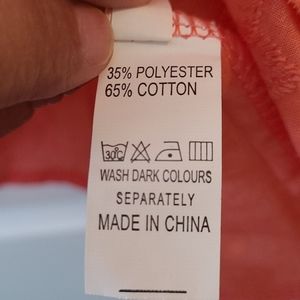 35% POLYESTER
65% COTTON
30°C
WASH DARK COLOURS
SEPARATELY
MADE IN CHINA